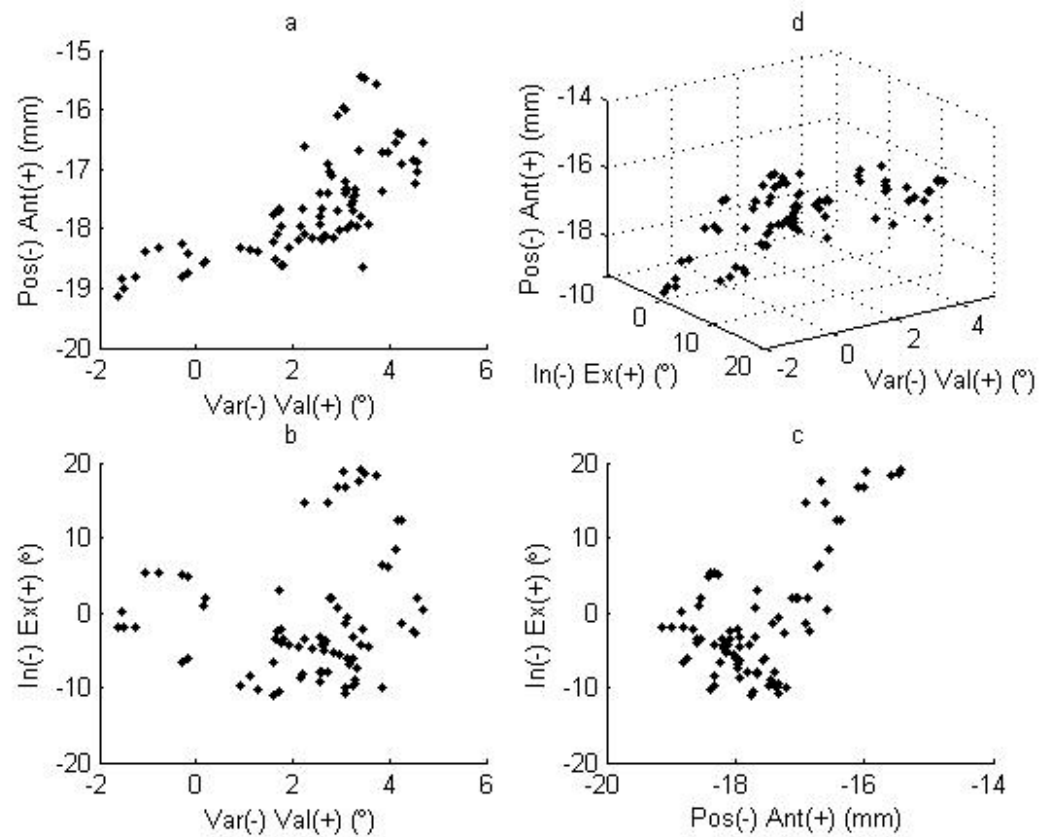 a
-15
-16
-17
-18
-19
-20
-2 0 2 4 6
Pos(-) Ant(+) (mm)
Var(-) Val(+) (º)
d
-14
-16
-18
-10
0
10
20
-2
0
2
4
Pos(-) Ant(+) (mm)
In(-) Ex(+) (º)
Var(-) Val(+) (º)
b
20
10
0
-10
-20
-2 0 2 4 6
In(-) Ex(+) (º)
Var(-) Val(+) (º)
c
20
10
0
-10
-20
-20 -18 -16 -14
In(-) Ex(+) (º)
Pos(-) Ant(+) (mm)